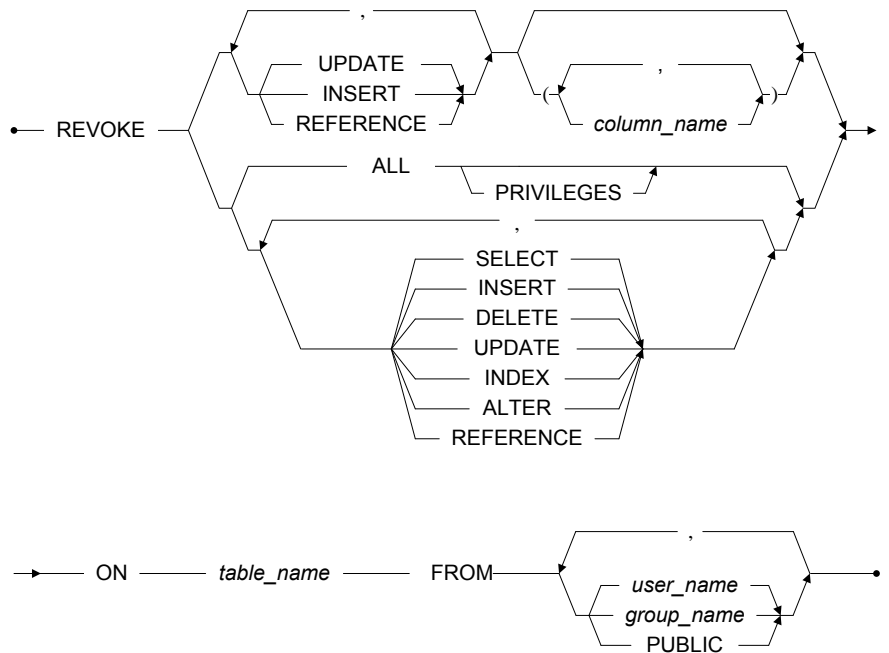 ,
UPDATE
INSERT
REFERENCE
( , )
column_name
REVOKE
ALL
PRIVILEGES
,
SELECT
INSERT
DELETE
UPDATE
INDEX
ALTER
REFERENCE
,
ON table_name FROM
user_name
group_name
PUBLIC